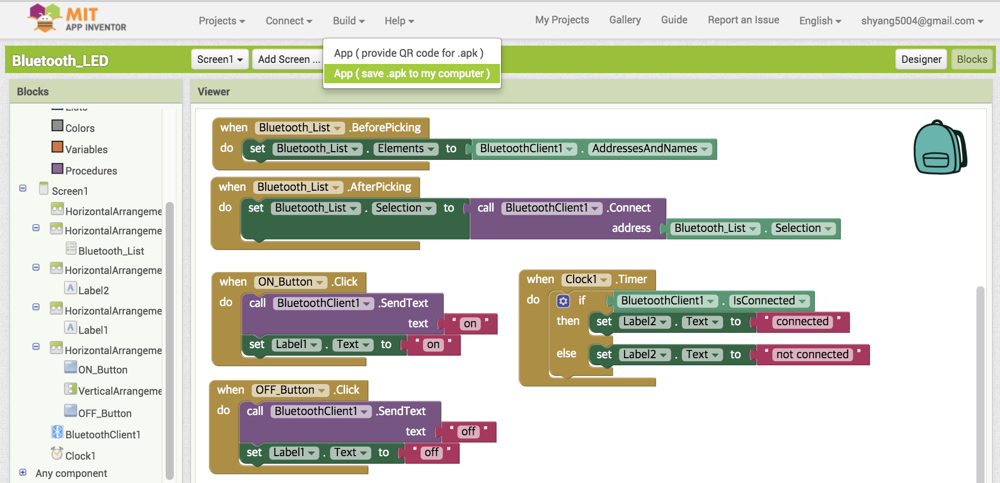 MIT
APP INVENTOR
Projects Connect Build Help My Projects Gallery Guide Report an Issue English shyang5004@gmail.com
Bluetooth_LED Screen1 Add Screen ... Designer Blocks
App ( provide QR code for .apk )
App ( save .apk to my computer )
Blocks
Colors
Variables
Procedures
Screen1
HorizontalArrangeme
HorizontalArrangeme
Bluetooth_List
HorizontalArrangeme
A Label2
HorizontalArrangeme
A Label1
HorizontalArrangeme
ON_Button
VerticalArrangeme
OFF_Button
BluetoothClient1
Clock1
Any component
Viewer
when Bluetooth_List .BeforePicking
do set Bluetooth_List . Elements to BluetoothClient1 . AddressesAndNames
when Bluetooth_List .AfterPicking
do set Bluetooth_List . Selection to call BluetoothClient1 .Connect
address Bluetooth_List . Selection
when ON_Button .Click
do call BluetoothClient1 .SendText
text “ on ”
set Label1 . Text to “ on ”
when OFF_Button .Click
do call BluetoothClient1 .SendText
text “ off ”
set Label1 . Text to “ off ”
when Clock1 .Timer
do if BluetoothClient1 . IsConnected
then set Label2 . Text to “ connected ”
else set Label2 . Text to “ not connected ”